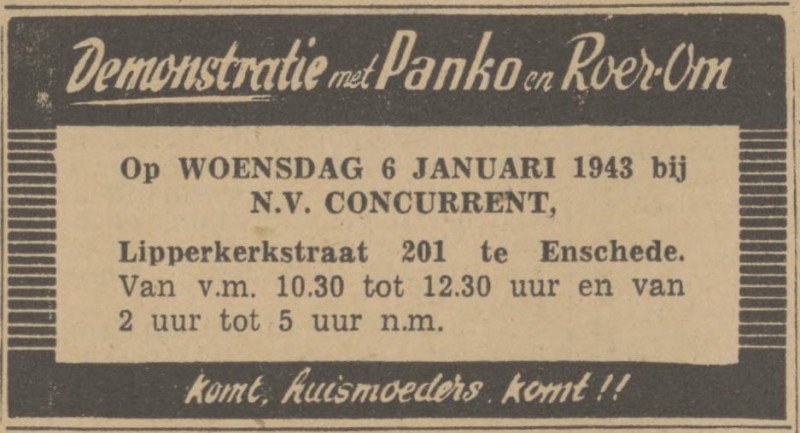 Demonstratie met Panko en Roer-Om
Op WOENSDAG 6 JANUARI 1943 bij
N.V. CONCURRENT,
Lipperkerkstraat 201 te Enschede.
Van v.m. 10.30 tot 12.30 uur en van
2 uur tot 5 uur n.m.
komt, huismoeders. komt!!